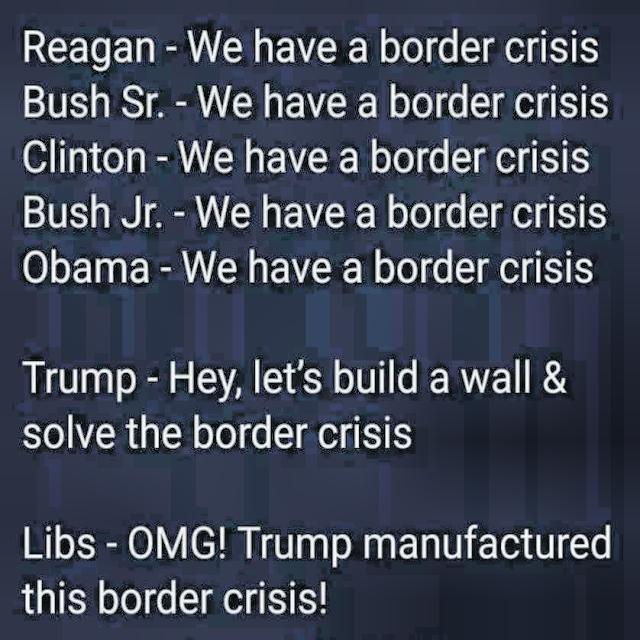 Reagan - We have a border crisis
Bush Sr. - We have a border crisis
Clinton - We have a border crisis
Bush Jr. - We have a border crisis
Obama - We have a border crisis
Trump - Hey, let's build a wall &
solve the border crisis
Libs - OMG! Trump manufactured
this border crisis!